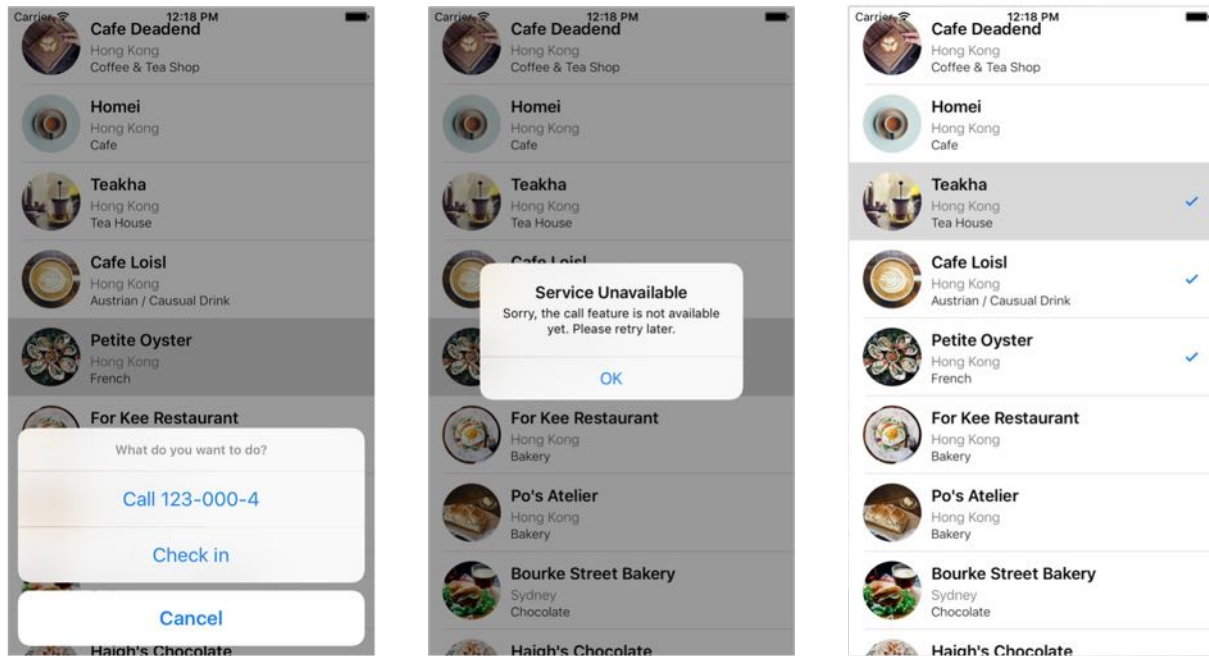 Carrier 12:18 PM
Cafe Deadend
Hong Kong
Coffee & Tea Shop
Homei
Hong Kong
Cafe
Teakha
Hong Kong
Tea House
Cafe Loisl
Hong Kong
Austrian / Causual Drink
Petite Oyster
Hong Kong
French
For Kee Restaurant
What do you want to do?
Call 123-000-4
Check in
Cancel
Haigh's Chocolate
Carrier 12:18 PM
Cafe Deadend
Hong Kong
Coffee & Tea Shop
Homei
Hong Kong
Cafe
Teakha
Hong Kong
Tea House
Cafe Loisl
Service Unavailable
Sorry, the call feature is not available
yet. Please retry later.
OK
For Kee Restaurant
Hong Kong
Bakery
Po's Atelier
Hong Kong
Bakery
Bourke Street Bakery
Sydney
Chocolate
Haigh's Chocolate
Carrier 12:18 PM
Cafe Deadend
Hong Kong
Coffee & Tea Shop
Homei
Hong Kong
Cafe
Teakha
Hong Kong
Tea House
Cafe Loisl
Hong Kong
Austrian / Causual Drink
Petite Oyster
Hong Kong
French
For Kee Restaurant
Hong Kong
Bakery
Po's Atelier
Hong Kong
Bakery
Bourke Street Bakery
Sydney
Chocolate
Haigh's Chocolate